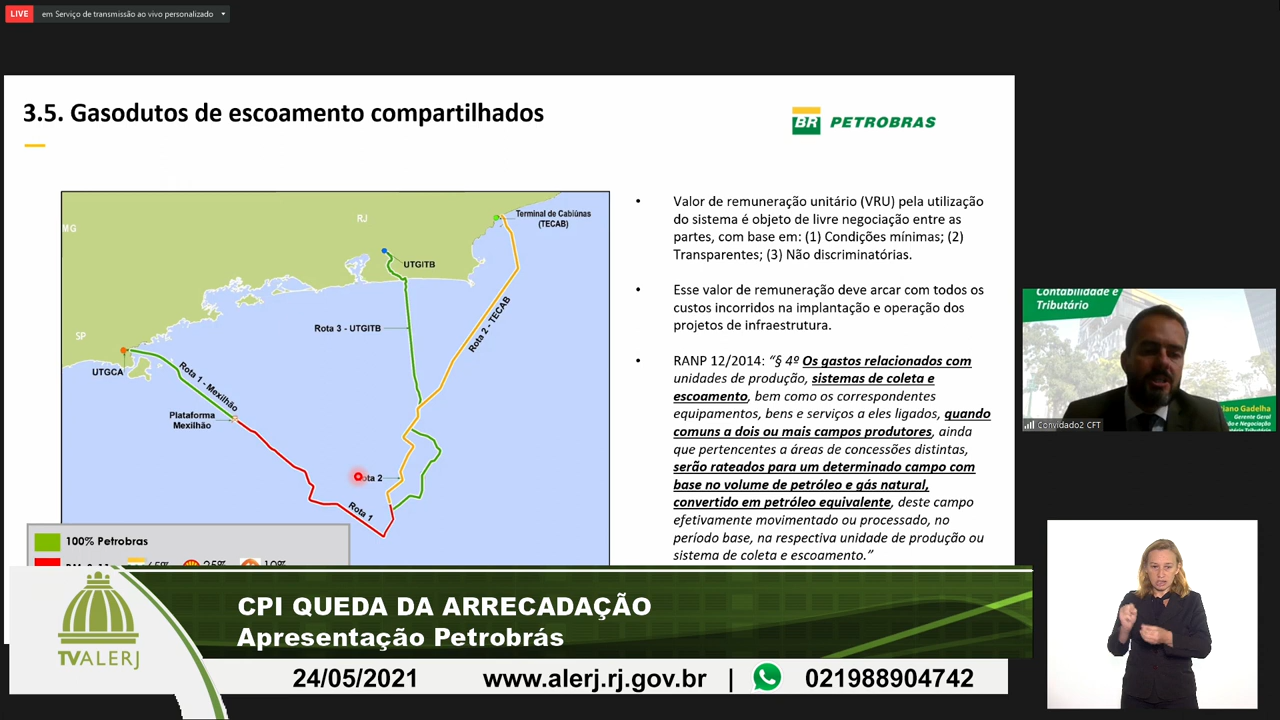 LIVE em Serviço de transmissão ao vivo personalizado
3.5. Gasodutos de escoamento compartilhados
BR PETROBRAS
MG
RJ
SP
Terminal de Cabiúnas
(TECAB)
UTGITB
Rota 3 - UTGITB
Rota 2 - TECAB
UTGCA
Rota 1 - Mexilhão
Plataforma
Mexilhão
ta 2
Rota 1
100% Petrobras
• Valor de remuneração unitário (VRU) pela utilização
do sistema é objeto de livre negociação entre as
partes, com base em: (1) Condições mínimas; (2)
Transparentes; (3) Não discriminatórias.
• Esse valor de remuneração deve arcar com todos os
custos incorridos na implantação e operação dos
projetos de infraestrutura.
• RANP 12/2014: “§ 4º Os gastos relacionados com
unidades de produção, sistemas de coleta e
escoamento, bem como os correspondentes
equipamentos, bens e serviços a eles ligados, quando
comuns a dois ou mais campos produtores, ainda
que pertencentes a áreas de concessões distintas,
serão rateados para um determinado campo com
base no volume de petróleo e gás natural,
convertido em petróleo equivalente, deste campo
efetivamente movimentado ou processado, no
período base, na respectiva unidade de produção ou
sistema de coleta e escoamento.”
Contabilidade e
Tributário
riano Gadelha
Gerente Geral
o e Negociação
Tributário
Convidado2 CFT
CPI QUEDA DA ARRECADAÇÃO
Apresentação Petrobrás
TVALERJ
24/05/2021 www.alerj.rj.gov.br | 021988904742